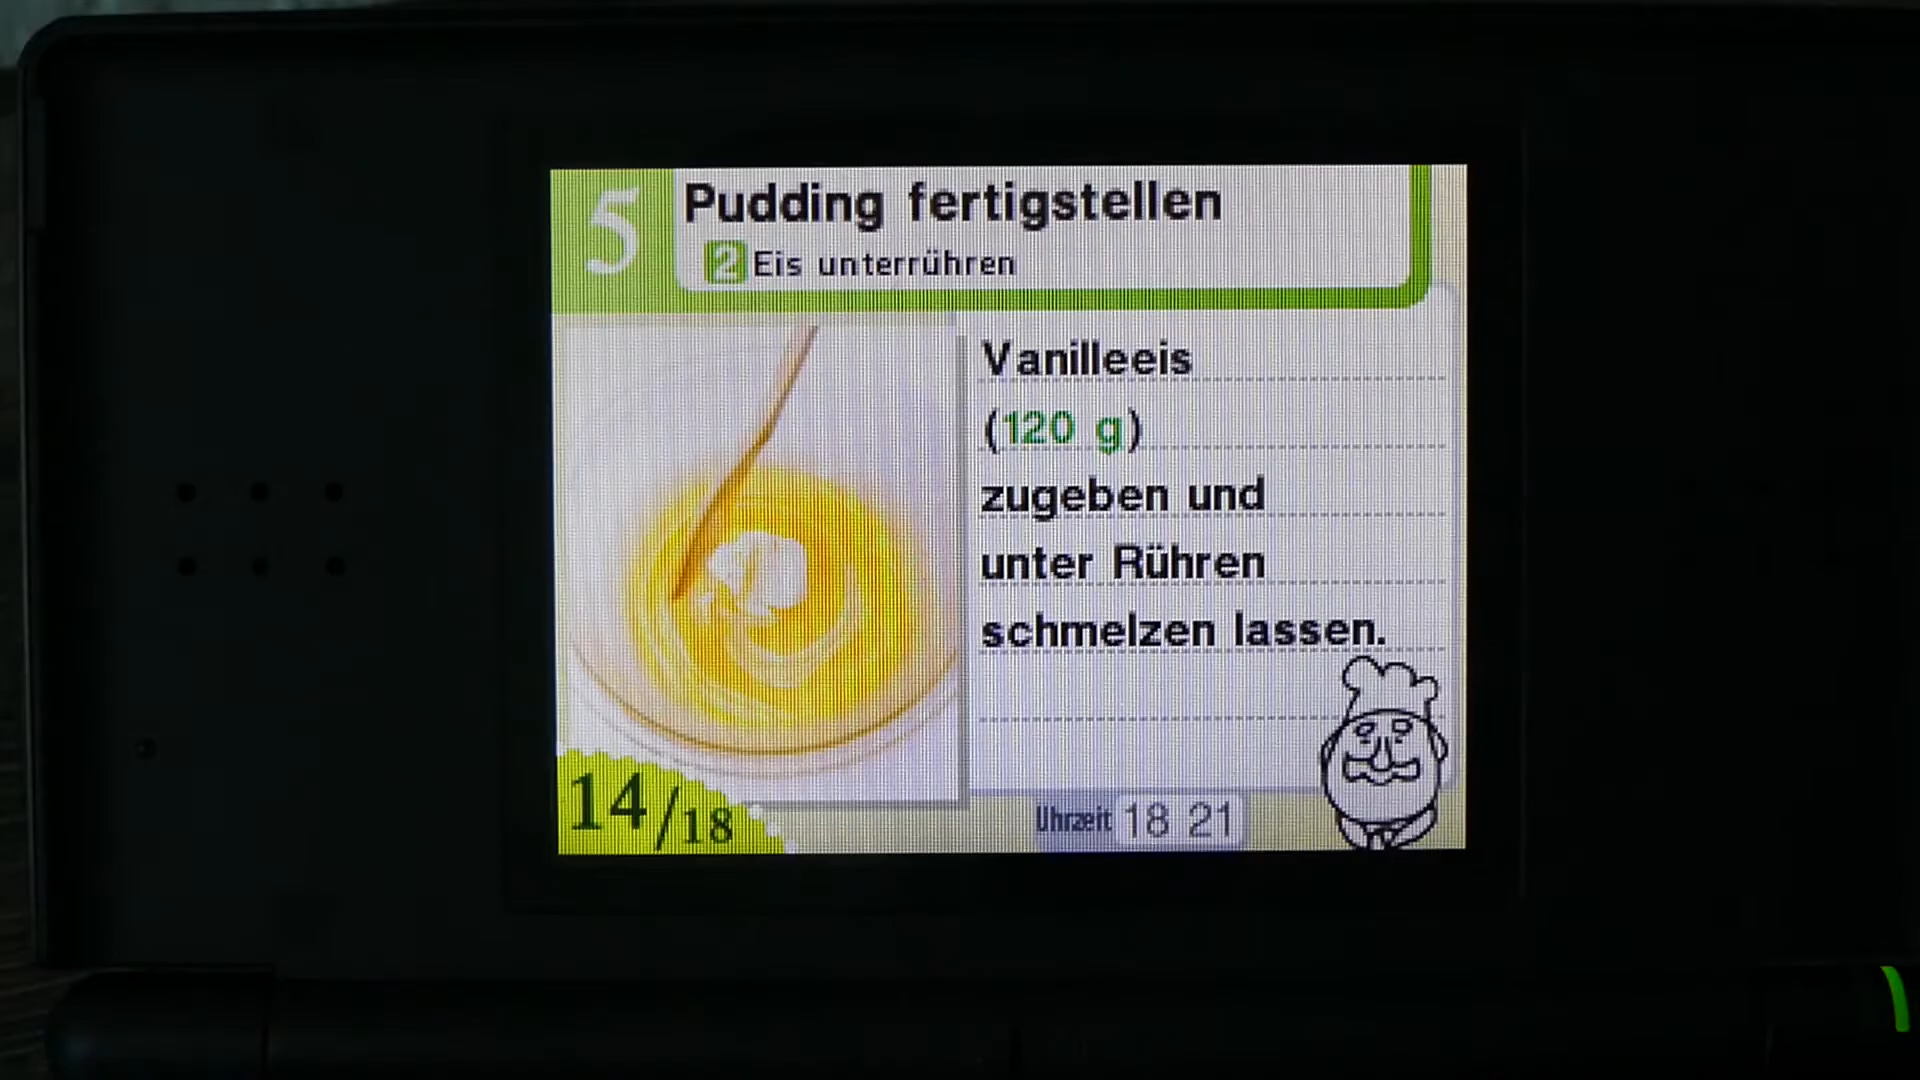 5 Pudding fertigstellen
2 Eis unterrühren
Vanilleeis
(120 g)
zugeben und
unter Rühren
schmelzen lassen.
14/18
Uhrzeit 18 21